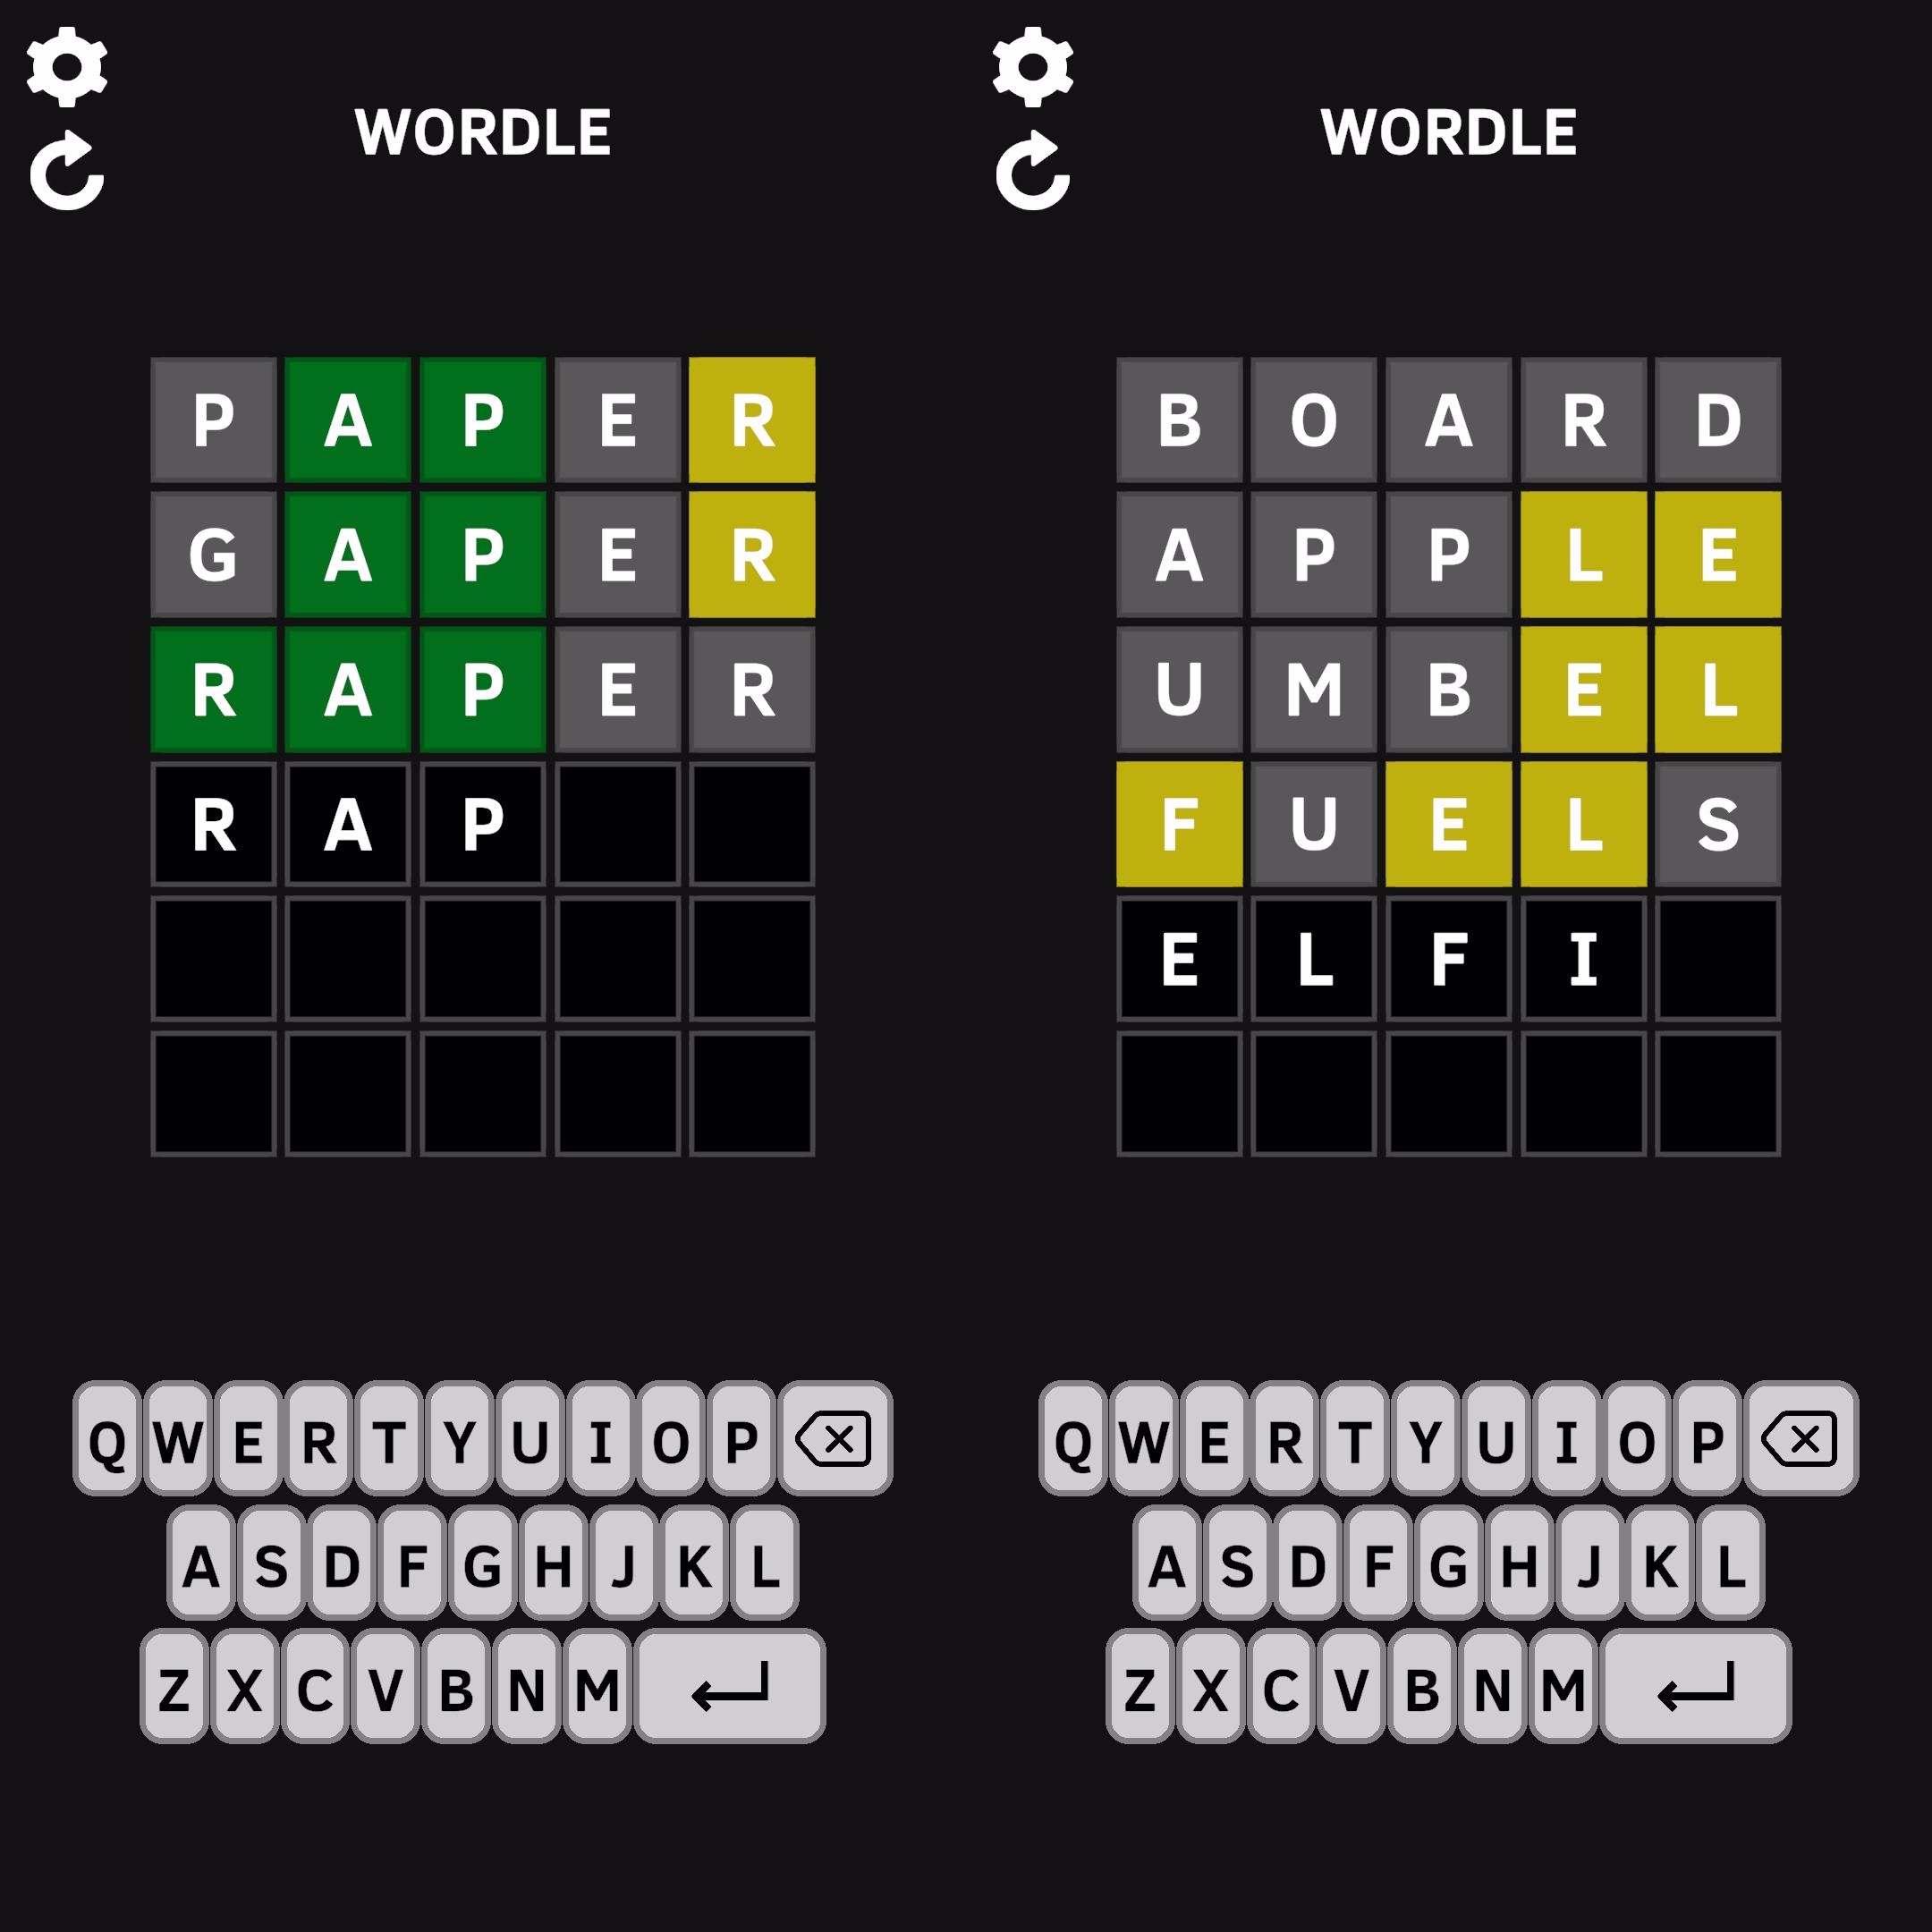 WORDLE
PAPER
GAPER
RAPER
RAP
QWERTYUIOP
ASDFGHJKL
ZXCVBNM
WORDLE
BOARD
APPLE
UMBEL
FUELS
ELFI
QWERTYUIOP
ASDFGHJKL
ZXCVBNM